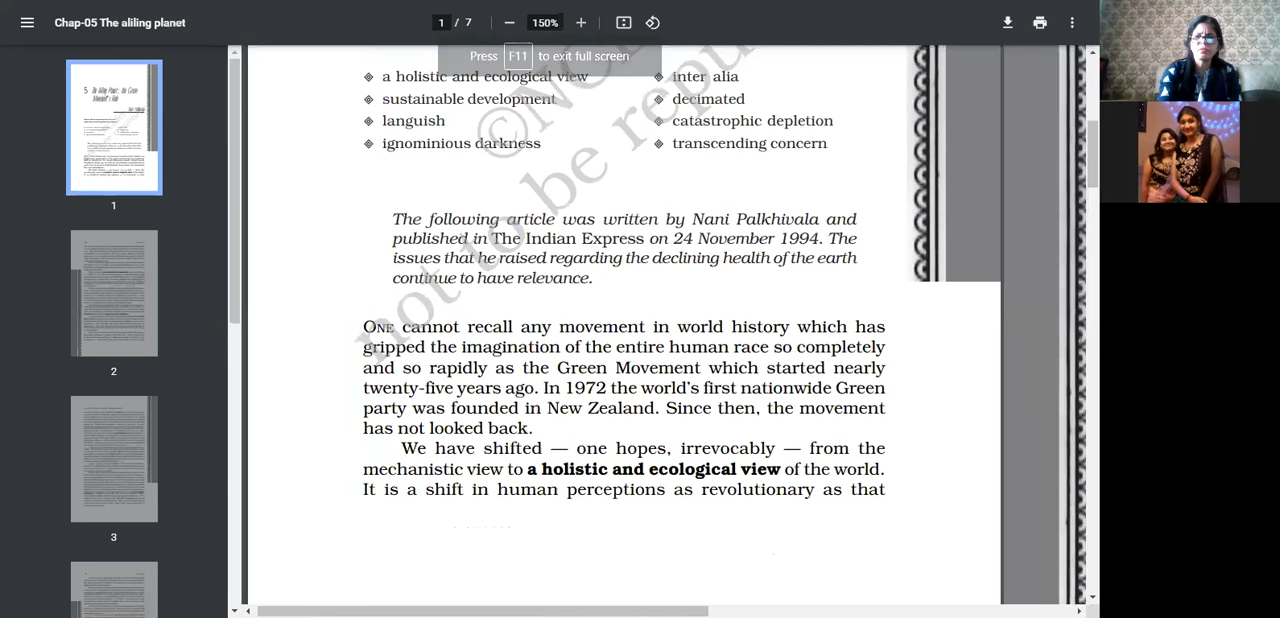 Chap-05 The aliling planet
1 / 7
150%
Press F11 to exit full screen
a holistic and ecological view
sustainable development
languish
ignominious darkness
inter alia
decimated
catastrophic depletion
transcending concern
not to be repu
The following article was written by Nani Palkhivala and
published in The Indian Express on 24 November 1994. The
issues that he raised regarding the declining health of the earth
continue to have relevance.
ONE cannot recall any movement in world history which has
gripped the imagination of the entire human race so completely
and so rapidly as the Green Movement which started nearly
twenty-five years ago. In 1972 the world's first nationwide Green
party was founded in New Zealand. Since then, the movement
has not looked back.
We have shifted — one hopes, irrevocably — from the
mechanistic view to a holistic and ecological view of the world.
It is a shift in human perceptions as revolutionary as that
1
2
3